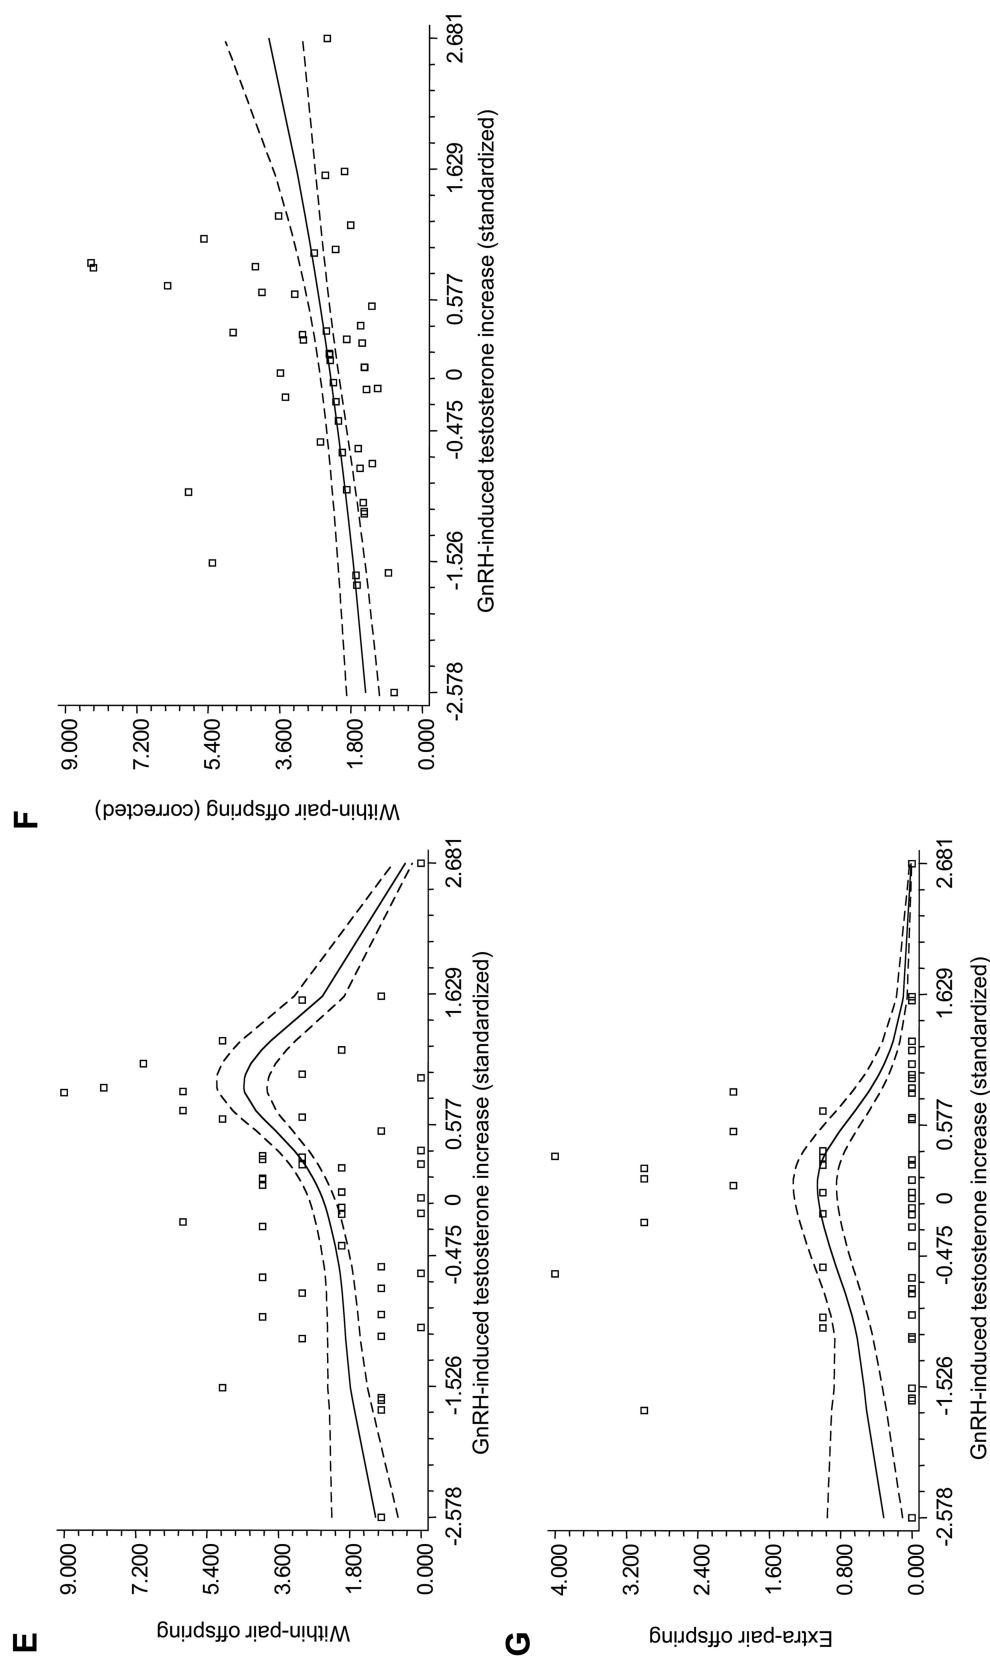 E
Within-pair offspring
9.000
7.200
5.400
3.600
1.800
0.000
-2.578 -1.526 -0.475 0 0.577 1.629 2.681
GnRH-induced testosterone increase (standardized)
F
Within-pair offspring (corrected)
9.000
7.200
5.400
3.600
1.800
0.000
-2.578 -1.526 -0.475 0 0.577 1.629 2.681
GnRH-induced testosterone increase (standardized)
G
Extra-pair offspring
4.000
3.200
2.400
1.600
0.800
0.000
-2.578 -1.526 -0.475 0 0.577 1.629 2.681
GnRH-induced testosterone increase (standardized)